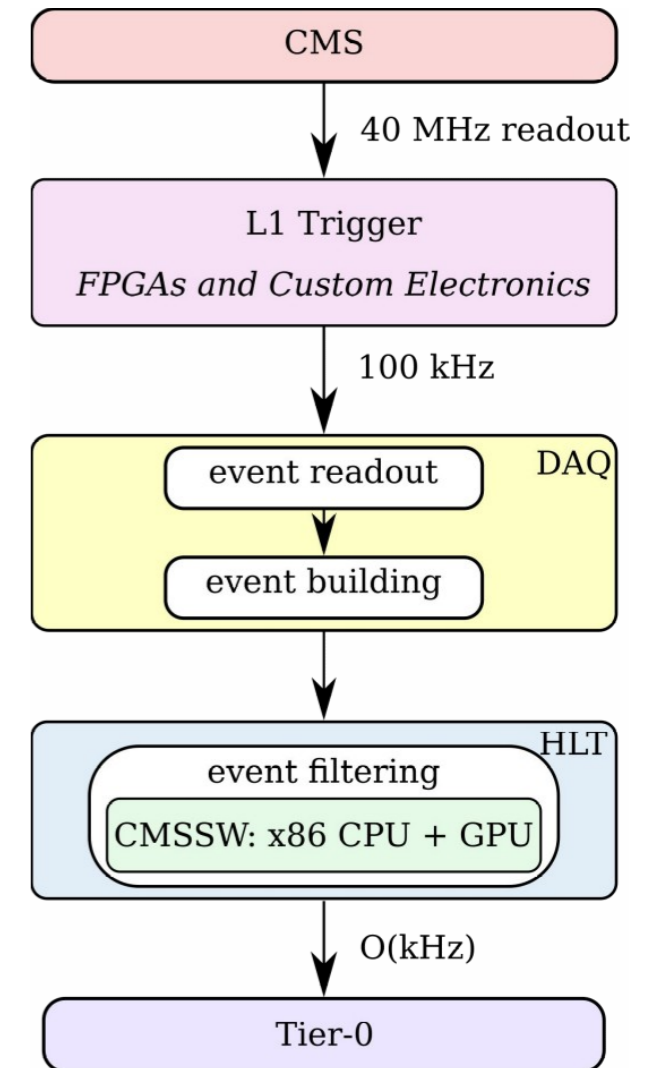 CMS
40 MHz readout
L1 Trigger
FPGAs and Custom Electronics
100 kHz
DAQ
event readout
event building
HLT
event filtering
CMSSW: x86 CPU + GPU
O(kHz)
Tier-0